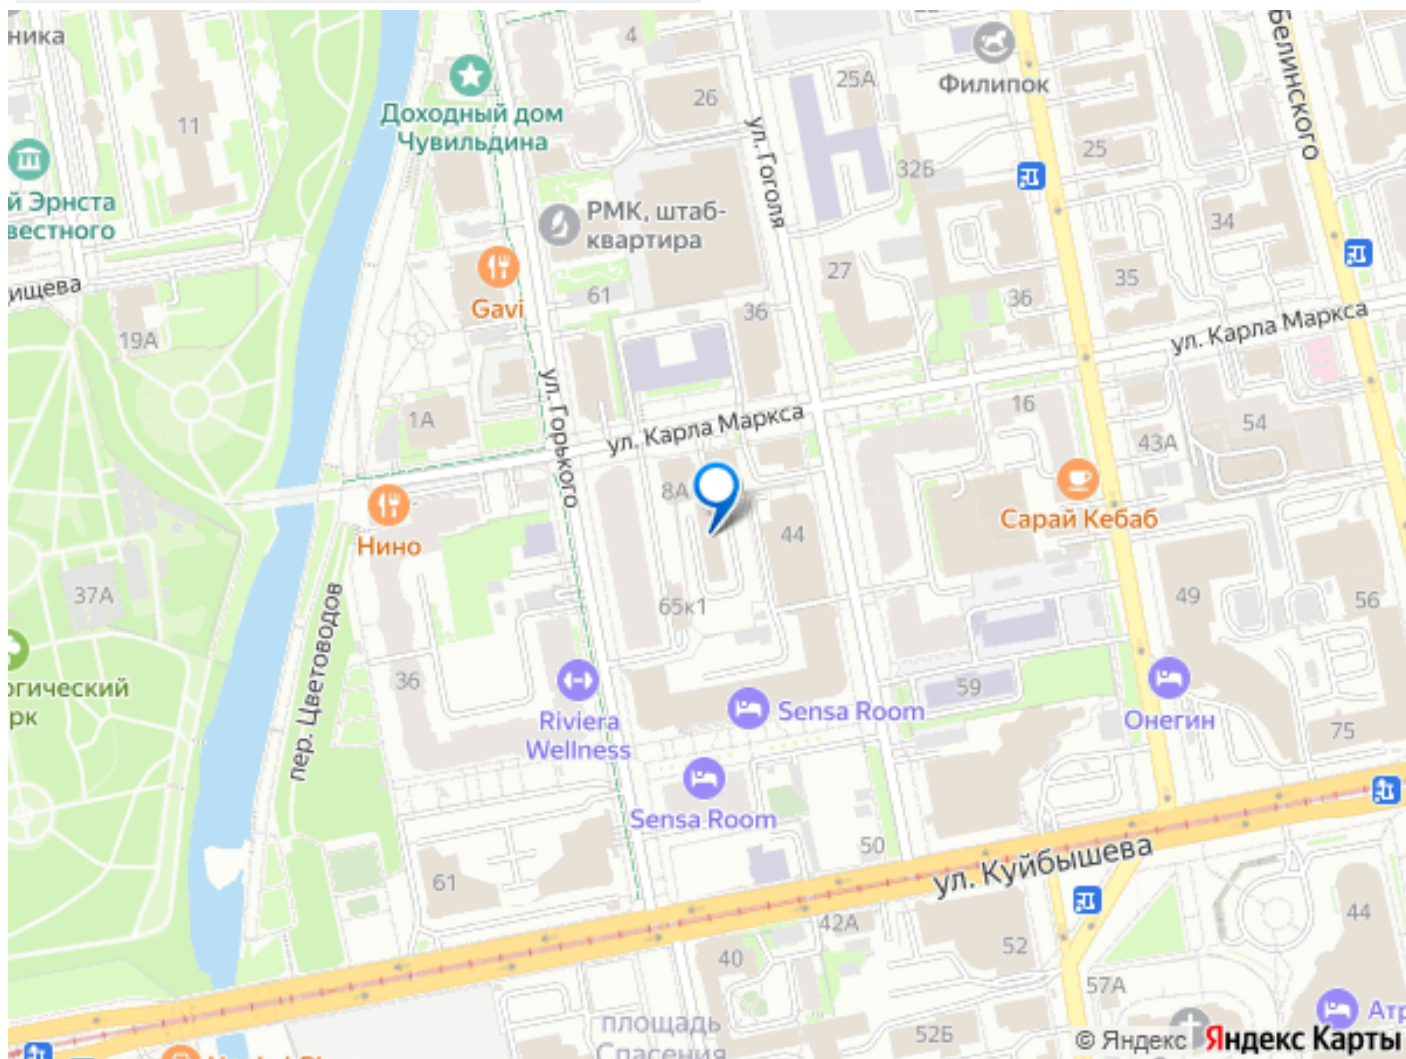 ника
4
Филипок
Белинского
11
Доходный дом
Чувильдина
26
25А
ул. Гоголя
25
32Б
й Эрнста
вестного
РМК, штаб-
квартира
34
ищева
Gavi
61
36
27
35
36
ул. Карла Маркса
19А
ул. Горького
1А
ул. Карла Маркса
16
43А
54
8А
44
Сарай Кебаб
Нино
37А
пер. Цветоводов
65к1
49
56
огический
рк
36
Riviera
Wellness
Sensa Room
59
Онегин
75
Sensa Room
50
ул. Куйбышева
61
42А
40
52
44
57А
площадь
Спасения
52Б
Атр
© Яндекс Яндекс Карты